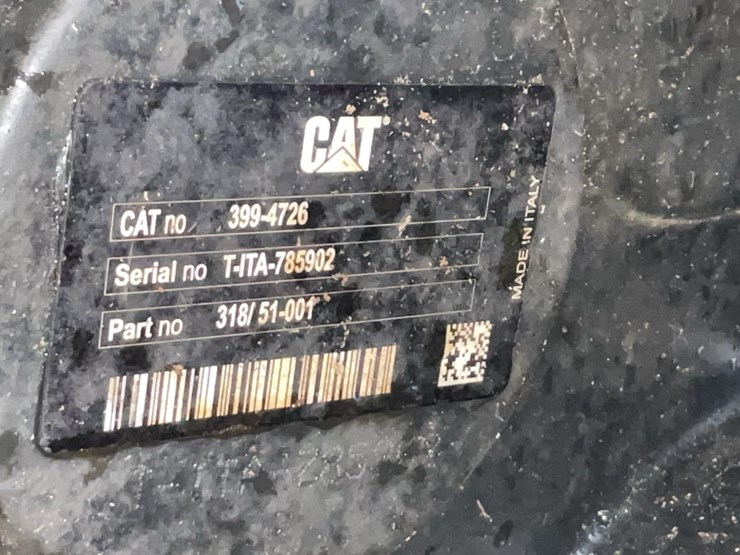 CAT®
CAT no 399-4726
Serial no T-ITA-785902
Part no 318/51-001
MADE IN ITALY